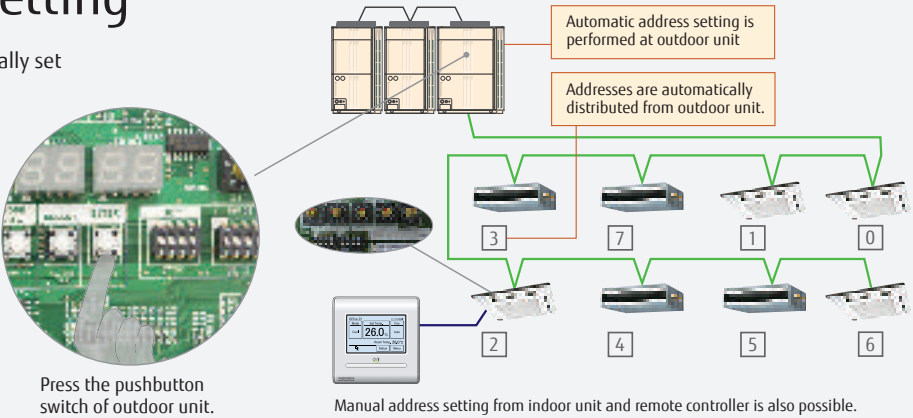 etting
ally set
Automatic address setting is
performed at outdoor unit
Addresses are automatically
distributed from outdoor unit.
3
7
1
0
26.0
2
4
5
6
Press the pushbutton
switch of outdoor unit.
Manual address setting from indoor unit and remote controller is also possible.